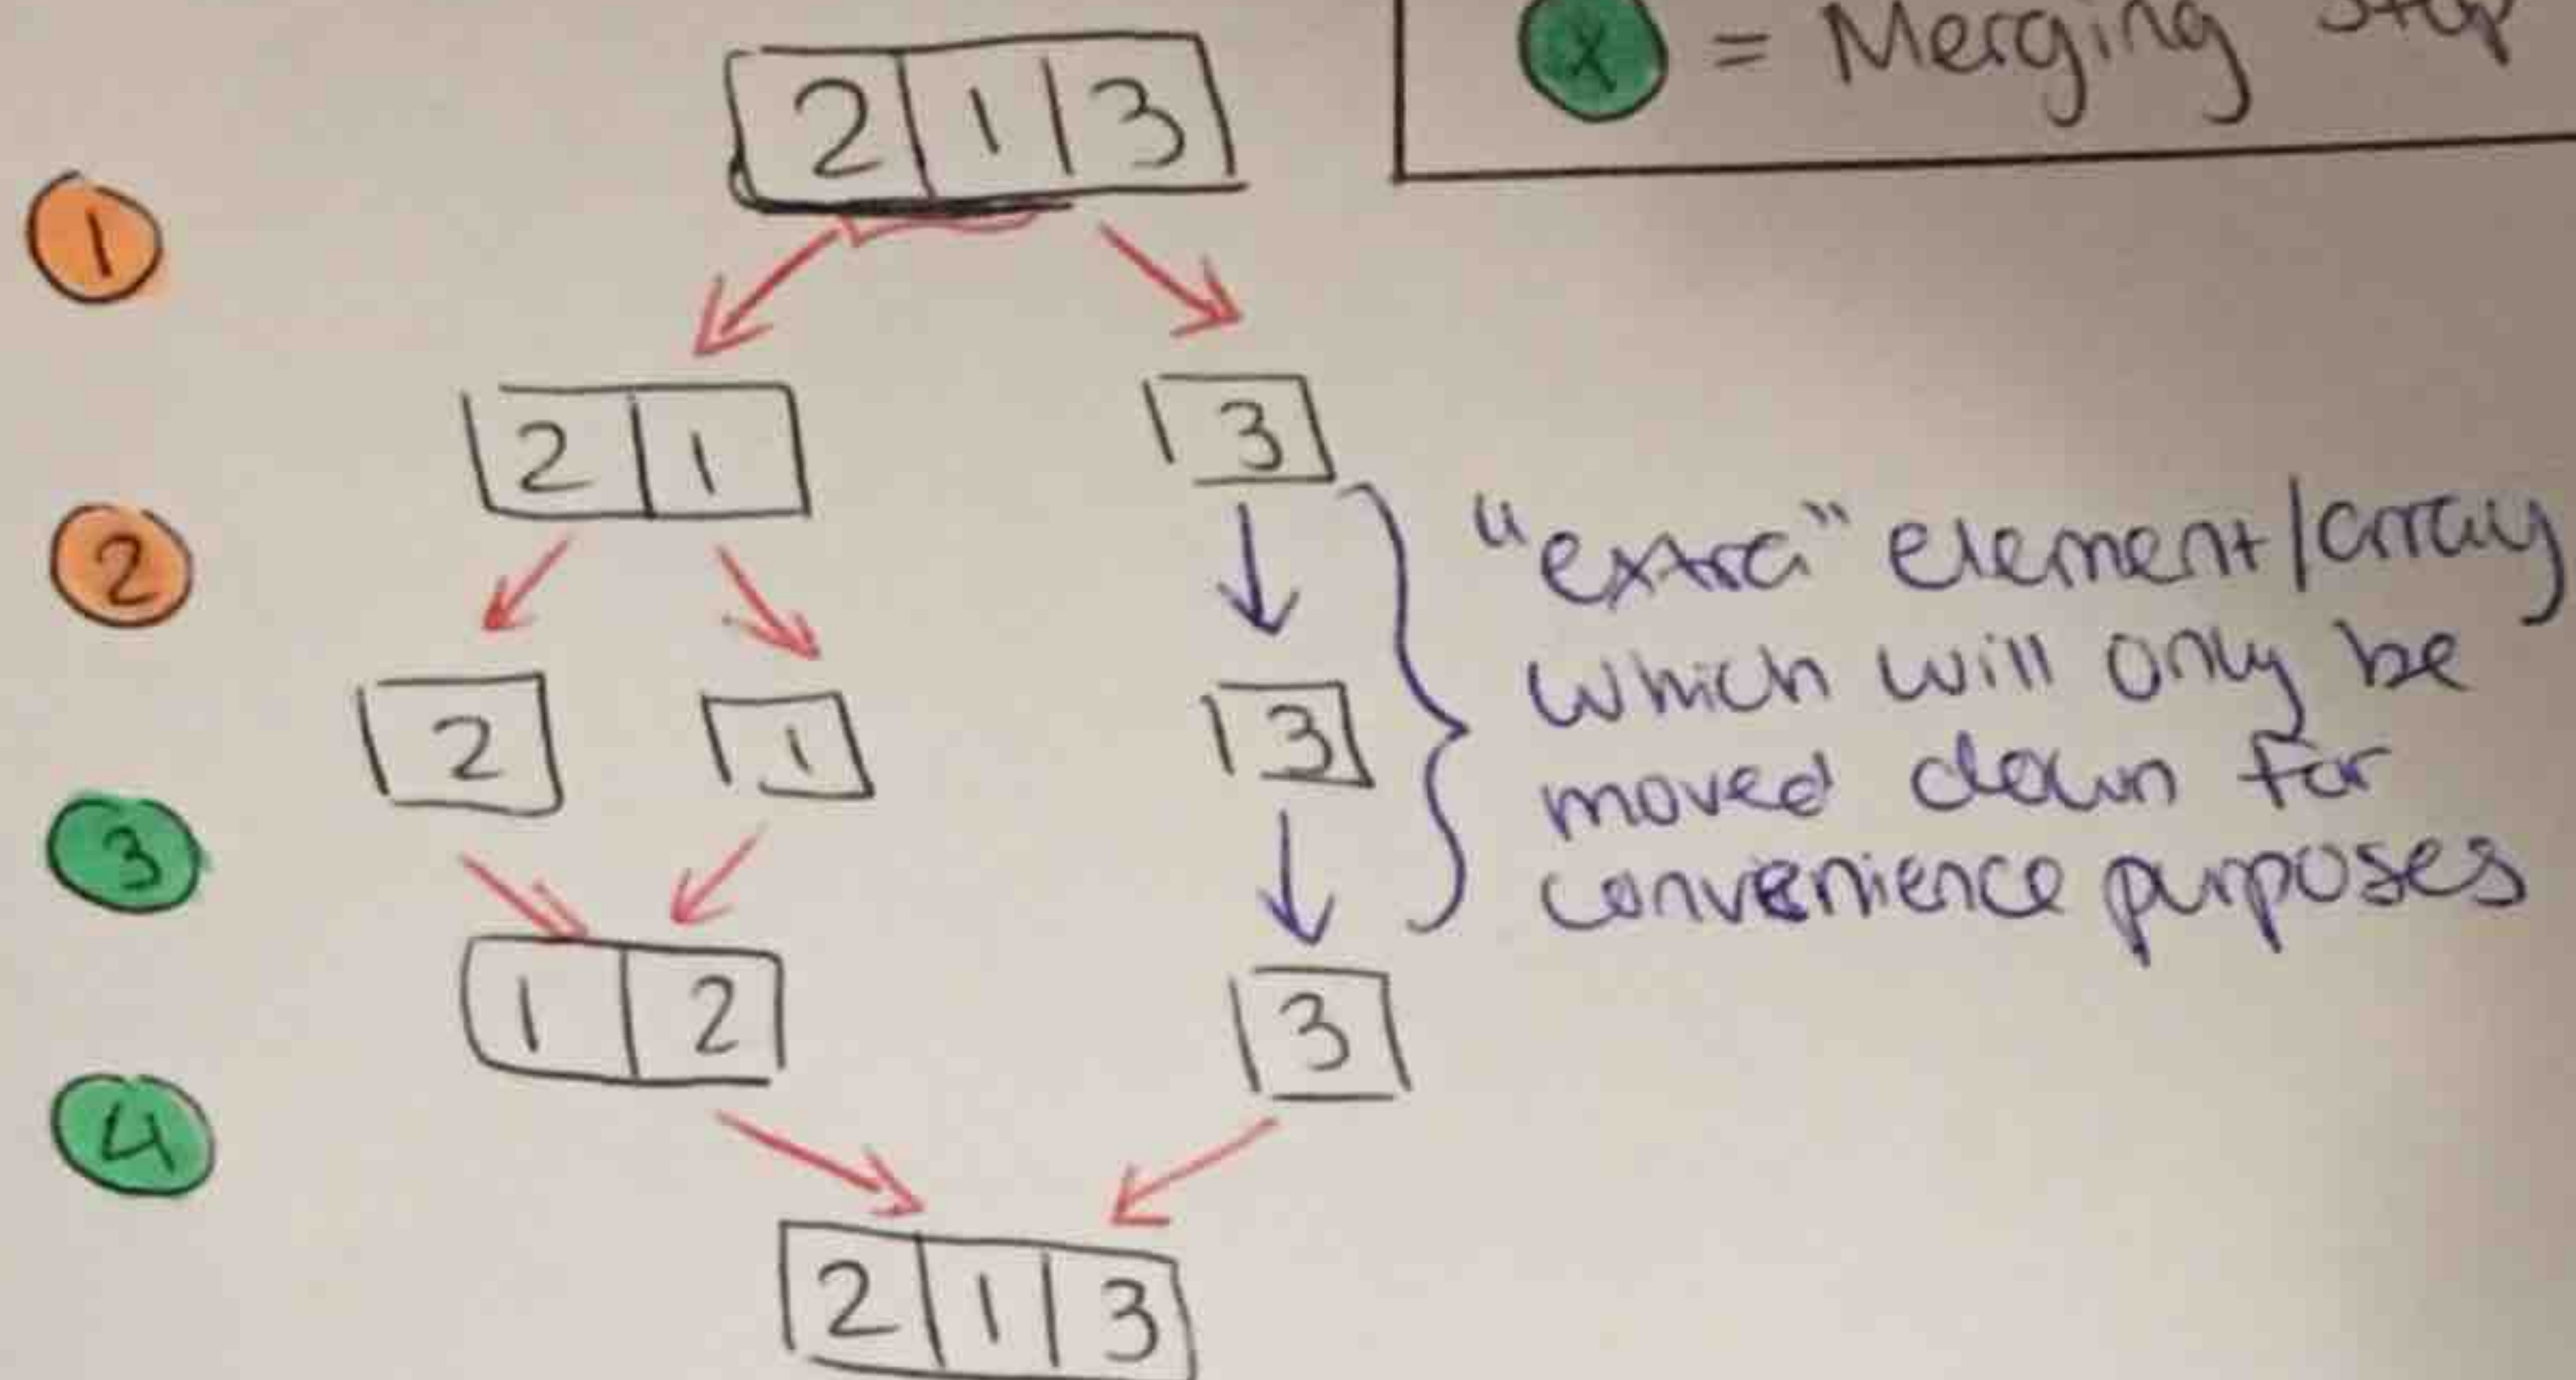 X = Merging Step
2 1 3
1
2 1
3
2
"extra" element/array
which will only be
moved down for
convenience purposes
2
1
3
3
1 2
3
4
2 1 3